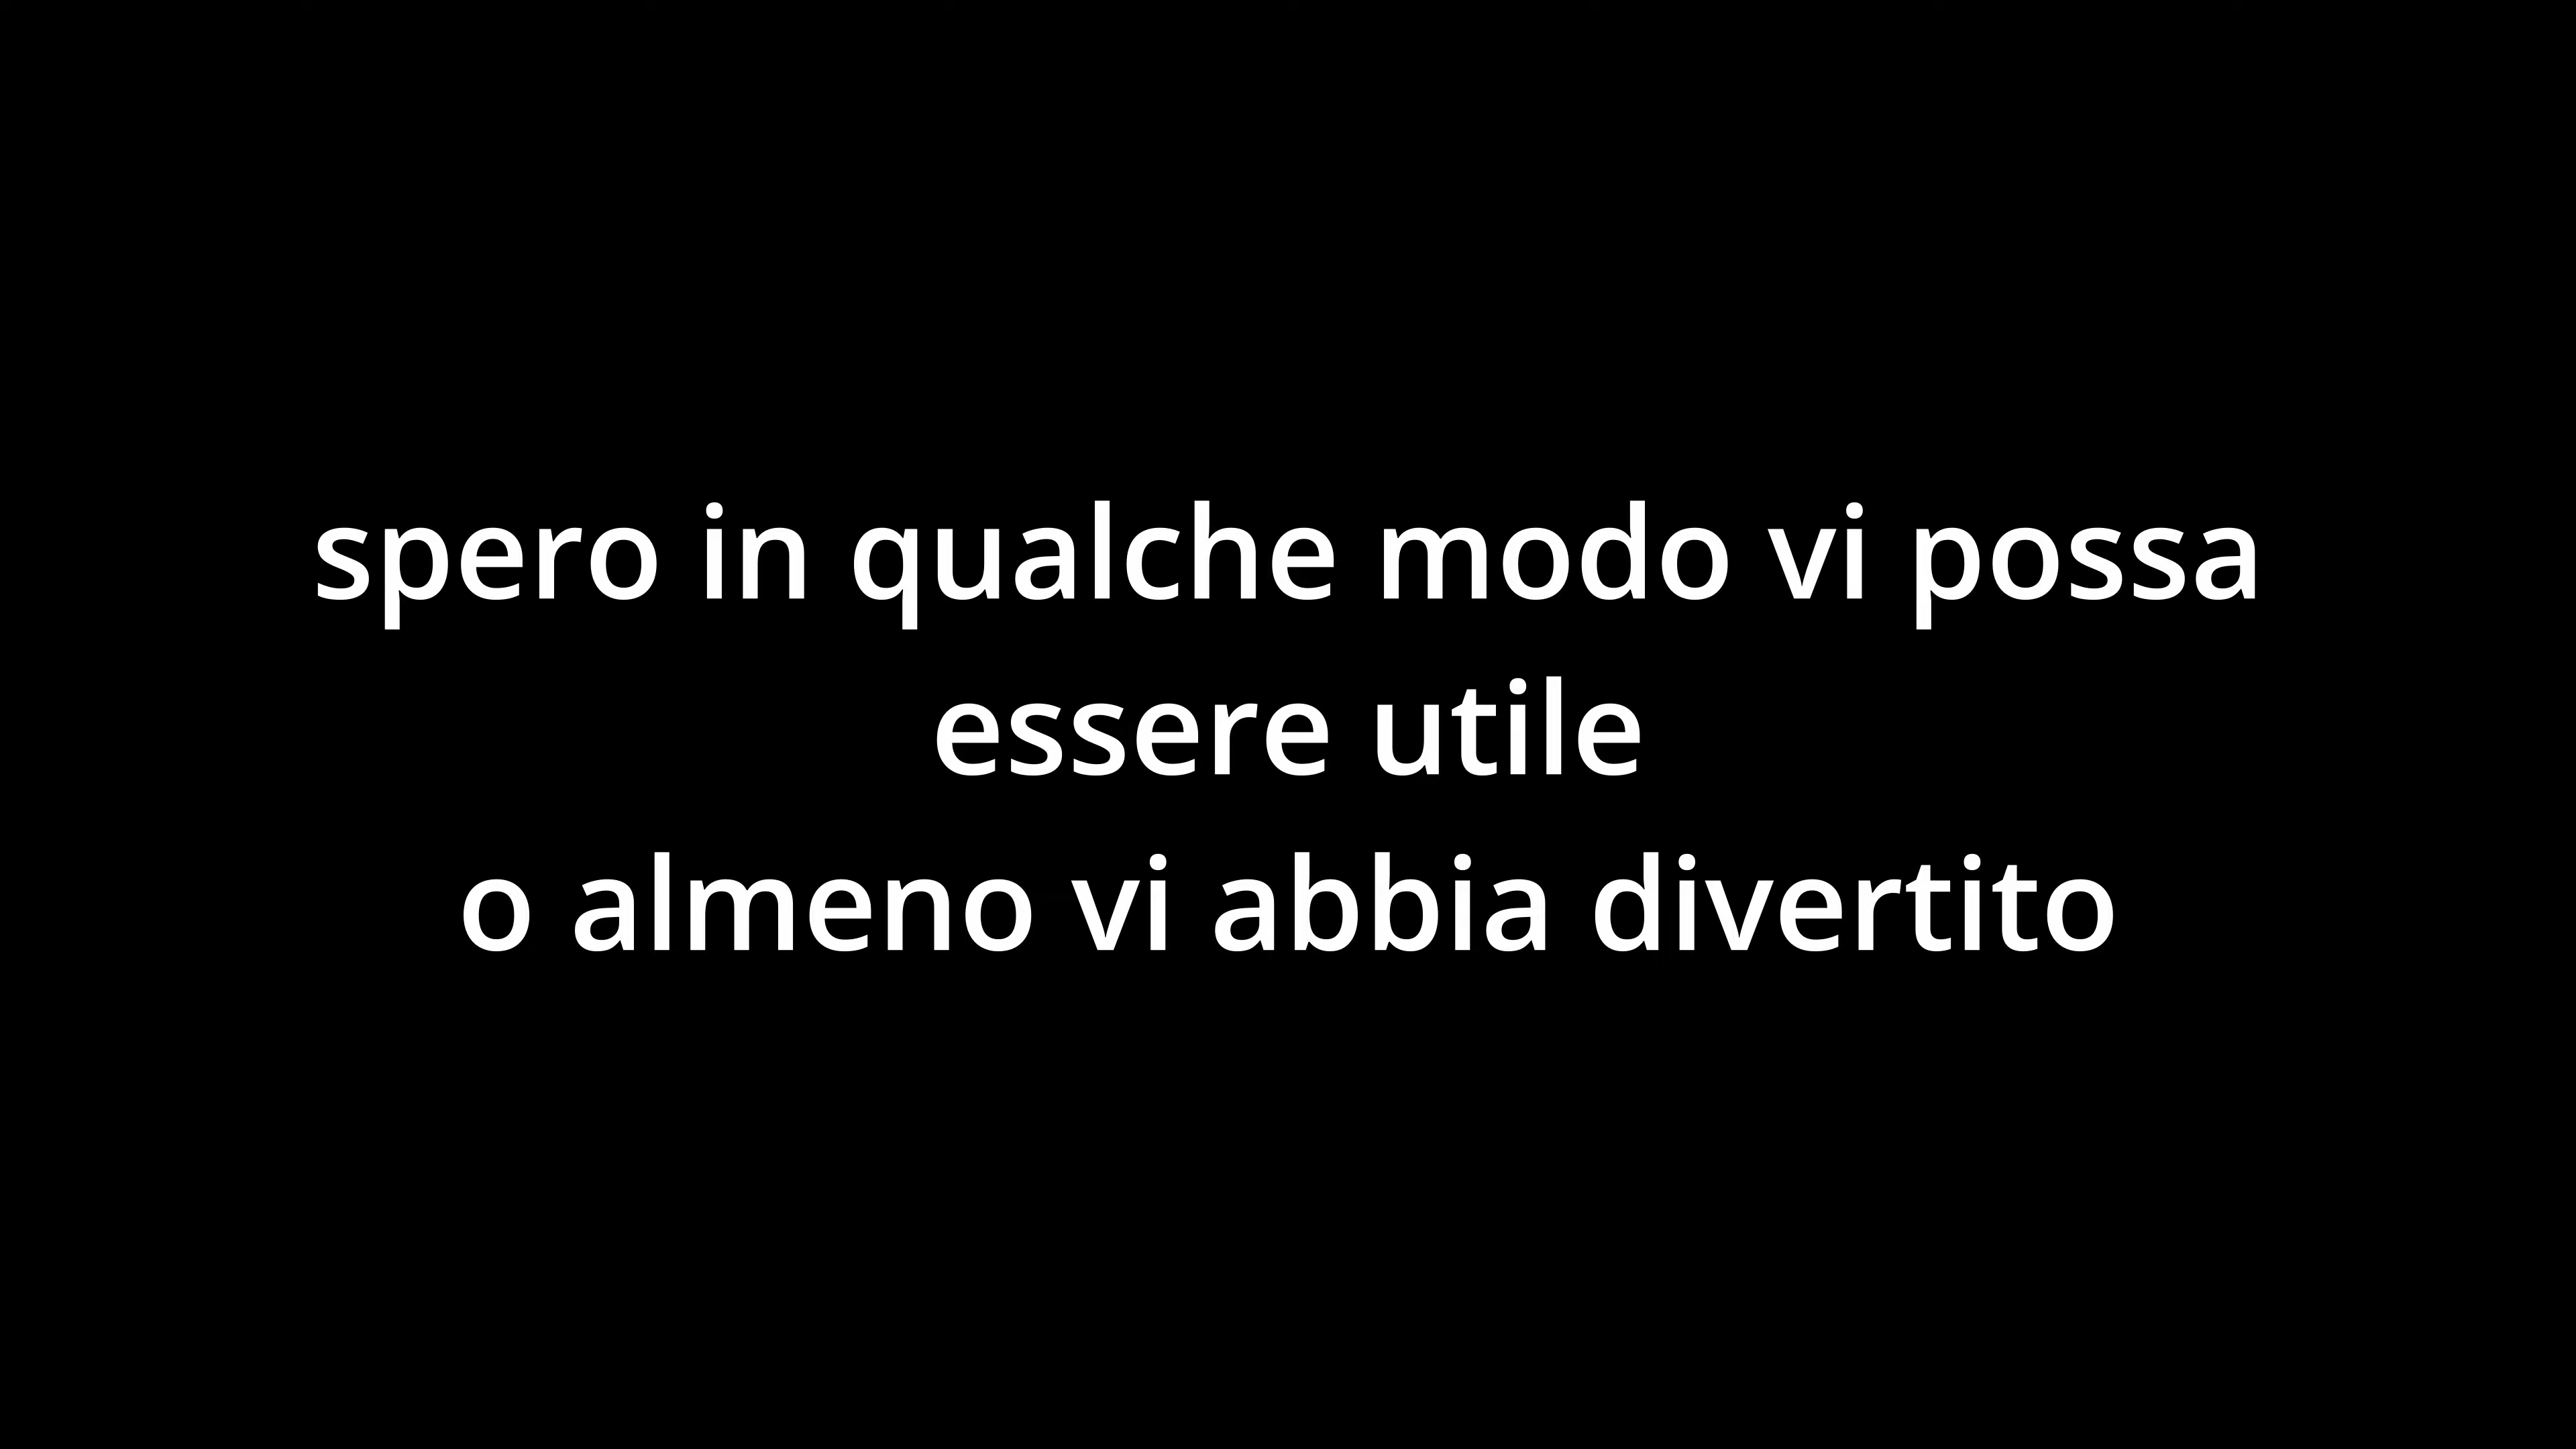 spero in qualche modo vi possa
essere utile
o almeno vi abbia divertito